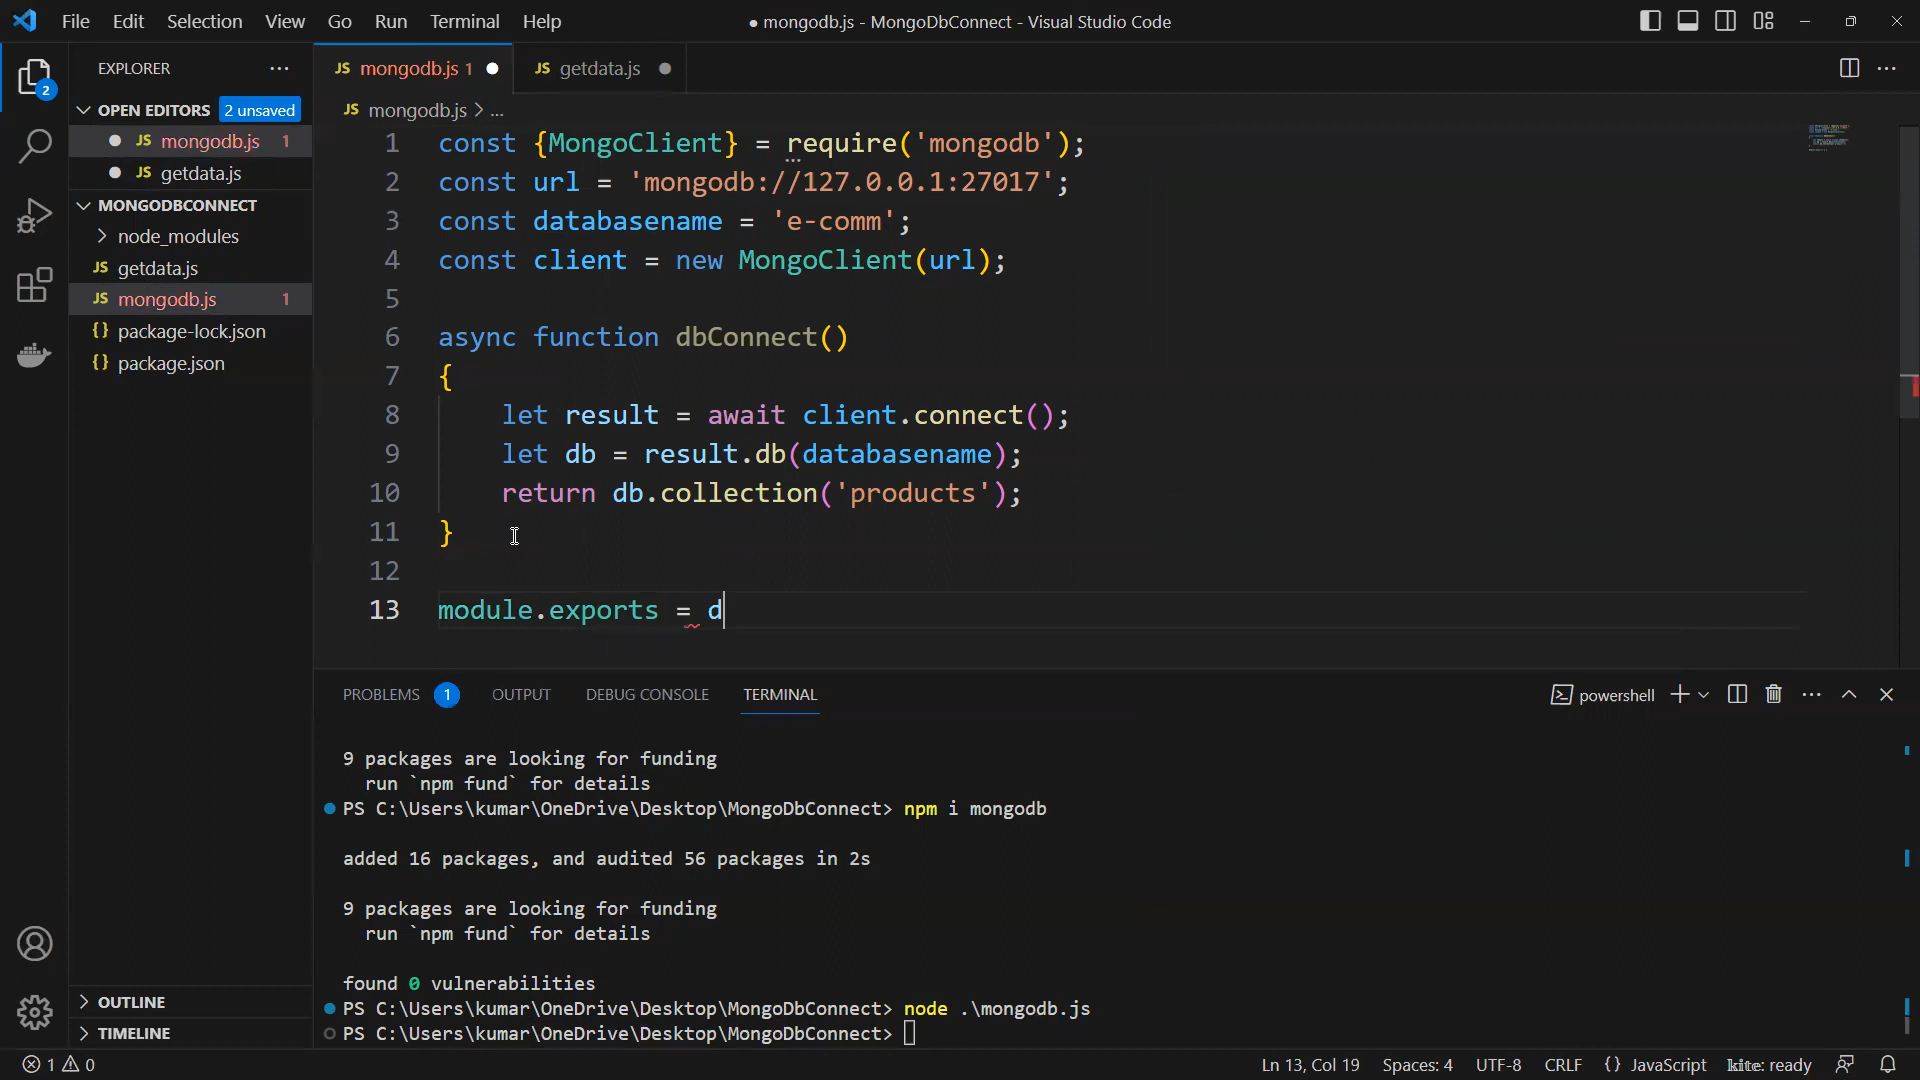 File Edit Selection View Go Run Terminal Help
● mongodb.js - MongoDbConnect - Visual Studio Code
EXPLORER ...
OPEN EDITORS 2 unsaved
JS mongodb.js 1
JS getdata.js
MONGODBCONNECT
node_modules
JS getdata.js
JS mongodb.js 1
{} package-lock.json
{} package.json
OUTLINE
TIMELINE
2
JS mongodb.js 1 ●
JS getdata.js ●
JS mongodb.js > ...
1 const {MongoClient} = require('mongodb');
2 const url = 'mongodb://127.0.0.1:27017';
3 const databasename = 'e-comm';
4 const client = new MongoClient(url);
5
6 async function dbConnect()
7 {
8 let result = await client.connect();
9 let db = result.db(databasename);
10 return db.collection('products');
11 }
12
13 module.exports = d
PROBLEMS 1 OUTPUT DEBUG CONSOLE TERMINAL
powershell
9 packages are looking for funding
run `npm fund` for details
PS C:\Users\kumar\OneDrive\Desktop\MongoDbConnect> npm i mongodb
added 16 packages, and audited 56 packages in 2s
9 packages are looking for funding
run `npm fund` for details
found 0 vulnerabilities
PS C:\Users\kumar\OneDrive\Desktop\MongoDbConnect> node .\mongodb.js
PS C:\Users\kumar\OneDrive\Desktop\MongoDbConnect>
1 0
Ln 13, Col 19 Spaces: 4 UTF-8 CRLF {} JavaScript kite: ready